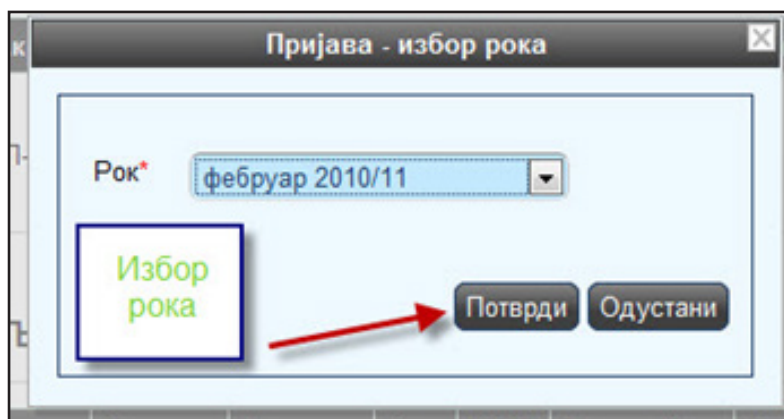 Пријава - избор рока
Рок*
фебруар 2010/11
Избор
рока
Потврди
Одустани